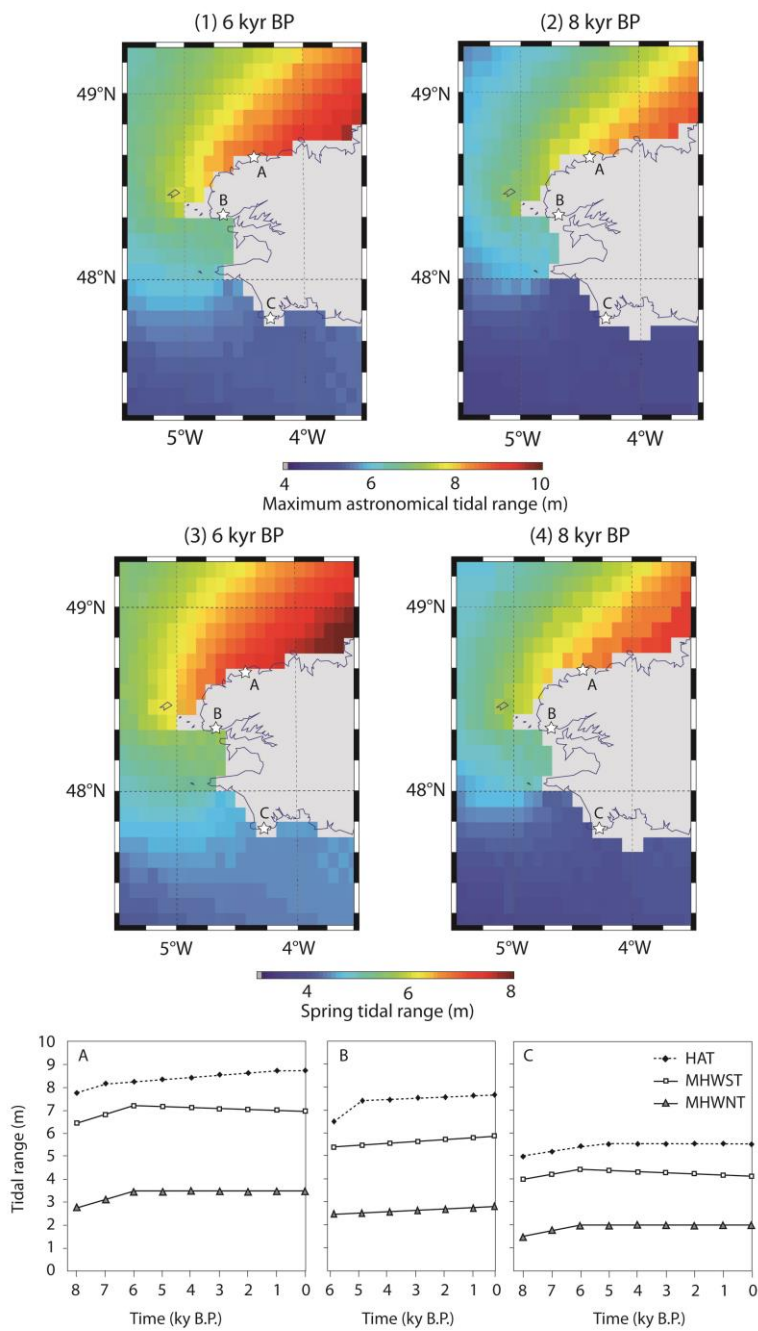 (1) 6 kyr BP
(2) 8 kyr BP
49°N
49°N
A
A
B
B
48°N
48°N
C
C
5°W 4°W
5°W 4°W
4 6 8 10
Maximum astronomical tidal range (m)
(3) 6 kyr BP
(4) 8 kyr BP
49°N
49°N
A
A
B
B
48°N
48°N
C
C
5°W 4°W
5°W 4°W
4 6 8
Spring tidal range (m)
Tidal range (m)
10
9
8
7
6
5
4
3
2
1
0
A
8 7 6 5 4 3 2 1 0
Time (ky B.P.)
B
6 5 4 3 2 1 0
Time (ky B.P.)
C
HAT
MHWST
MHWNT
8 7 6 5 4 3 2 1 0
Time (ky B.P.)